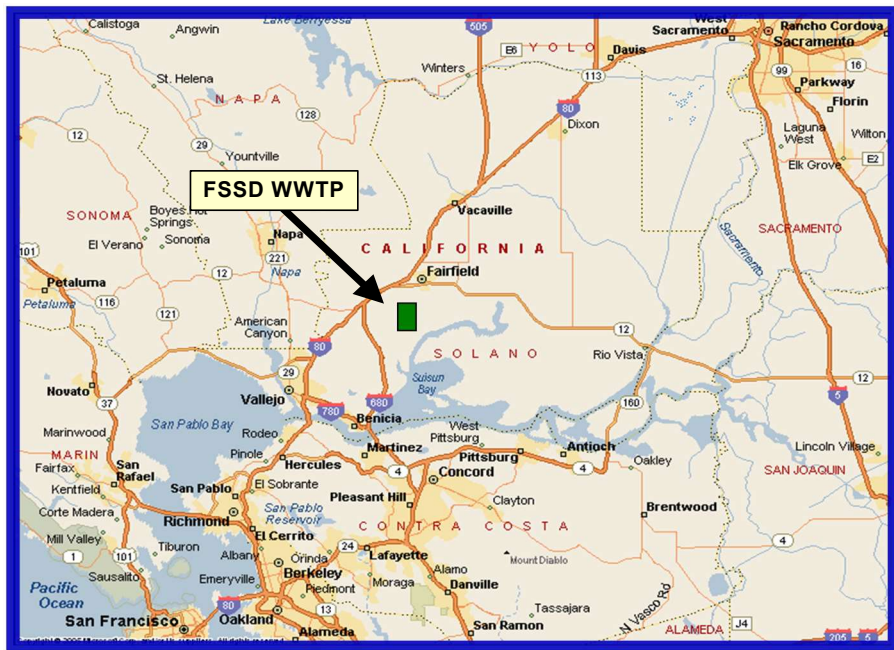 Lake Berryessa
Calistoga
Angwin
505
West
Sacramento
Rancho Cordova
Sacramento
E6
YOLO
Davis
Winters
113
99
16
St. Helena
Parkway
NAPA
128
80
Florin
12
29
Dixon
Laguna
West
Wilton
Yountville
E2
Elk Grove
FSSD WWTP
SONOMA
Boyes Hot
Springs
Vacaville
El Verano
Sonoma
Napa
SACRAMENTO
101
12
221
CALIFORNIA
Sacramento
Petaluma
Napa
Fairfield
Petaluma
116
121
American
Canyon
12
80
SOLANO
Rio Vista
29
Suisun
Bay
12
Novato
Vallejo
680
5
37
780
160
San Pablo Bay
Benicia
Marinwood
Rodeo
West
Pittsburg
MARIN
Pinole
Martinez
Antioch
Lincoln Village
Fairfax
San
Rafael
Hercules
4
Pittsburg
4
Oakley
SAN JOAQUIN
Kentfield
San Pablo
El Sobrante
Concord
Corte Madera
San Pablo
Reservoir
Pleasant Hill
Clayton
Brentwood
Richmond
CONTRA COSTA
Mill Valley
El Cerrito
4
1
101
Tiburon
Albany
Orinda
24
Lafayette
Mount Diablo
Sausalito
Berkeley
Alamo
Pacific
Ocean
Emeryville
Piedmont
Moraga
Danville
80
13
Tassajara
N Vasco Rd
San Francisco
Oakland
Alameda
San Ramon
ALAMEDA
J4
205
5